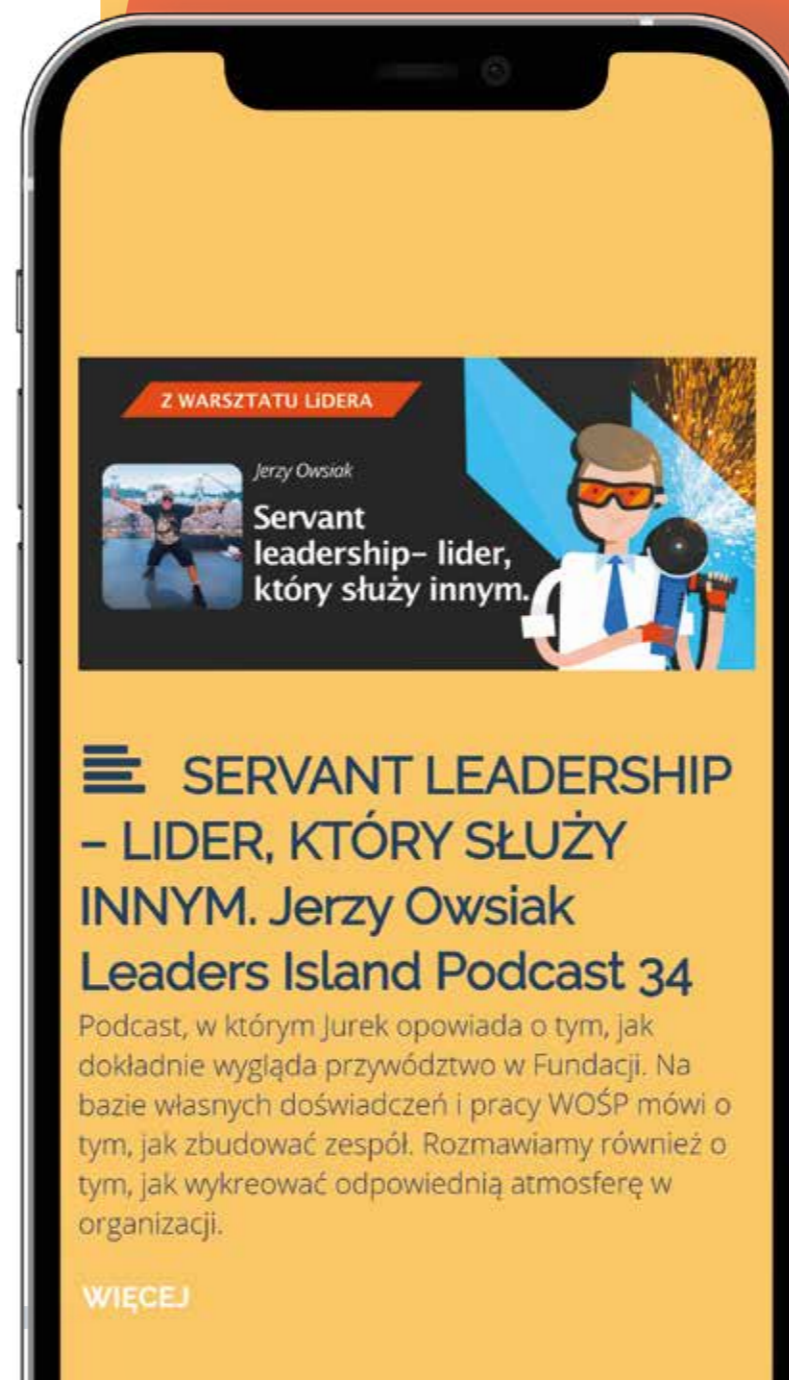 Z WARSZTATU LiDERA
Jerzy Owsiak
Servant
leadership– lider,
który służy innym.
SERVANT LEADERSHIP
– LIDER, KTÓRY SŁUŻY
INNYM. Jerzy Owsiak
Leaders Island Podcast 34
Podcast, w którym Jurek opowiada o tym, jak
dokładnie wygląda przywództwo w Fundacji. Na
bazie własnych doświadczeń i pracy WOŚP mówi o
tym, jak zbudować zespół. Rozmawiamy również o
tym, jak wykreować odpowiednią atmosferę w
organizacji.
WIĘCEJ